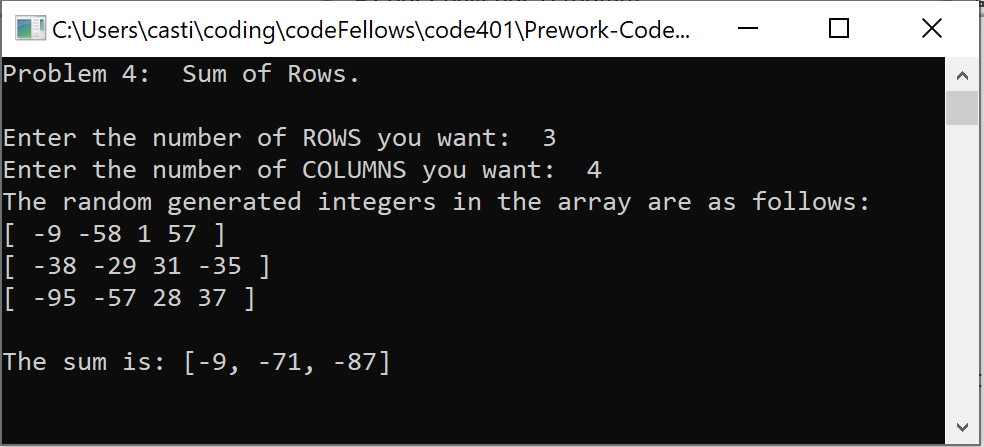 C:\Users\casti\coding\codeFellows\code401\Prework-Code...
Problem 4:  Sum of Rows.
Enter the number of ROWS you want:  3
Enter the number of COLUMNS you want:  4
The random generated integers in the array are as follows:
[ -9 -58 1 57 ]
[ -38 -29 31 -35 ]
[ -95 -57 28 37 ]
The sum is: [-9, -71, -87]